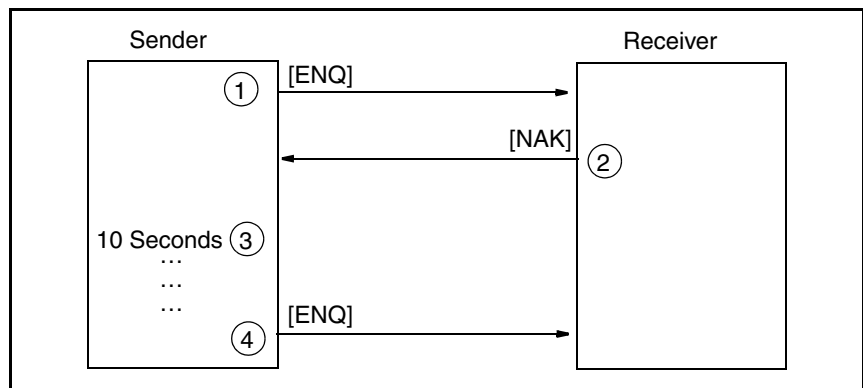 Sender
Receiver
1
[ENQ]
[NAK]
2
10 Seconds 3
...
...
...
[ENQ]
4